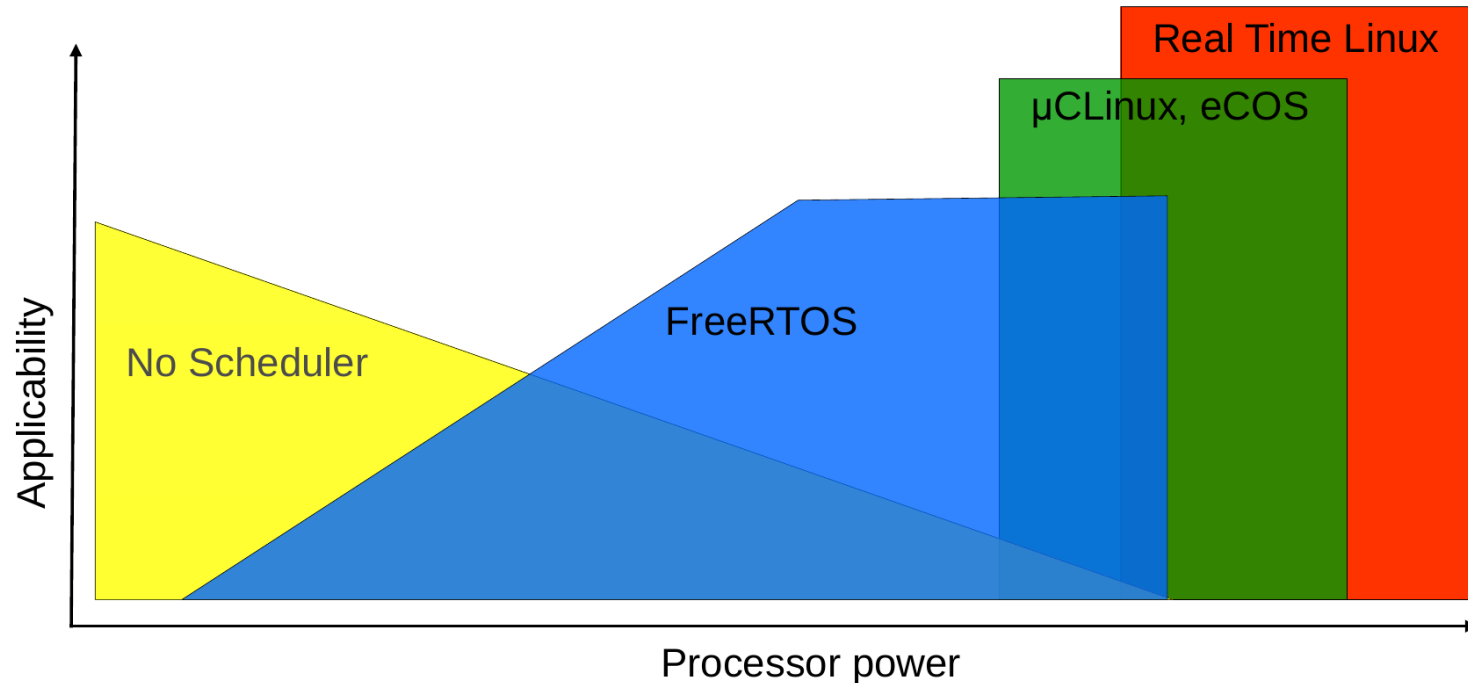 Real Time Linux
µCLinux, eCOS
FreeRTOS
No Scheduler
Applicability
Processor power